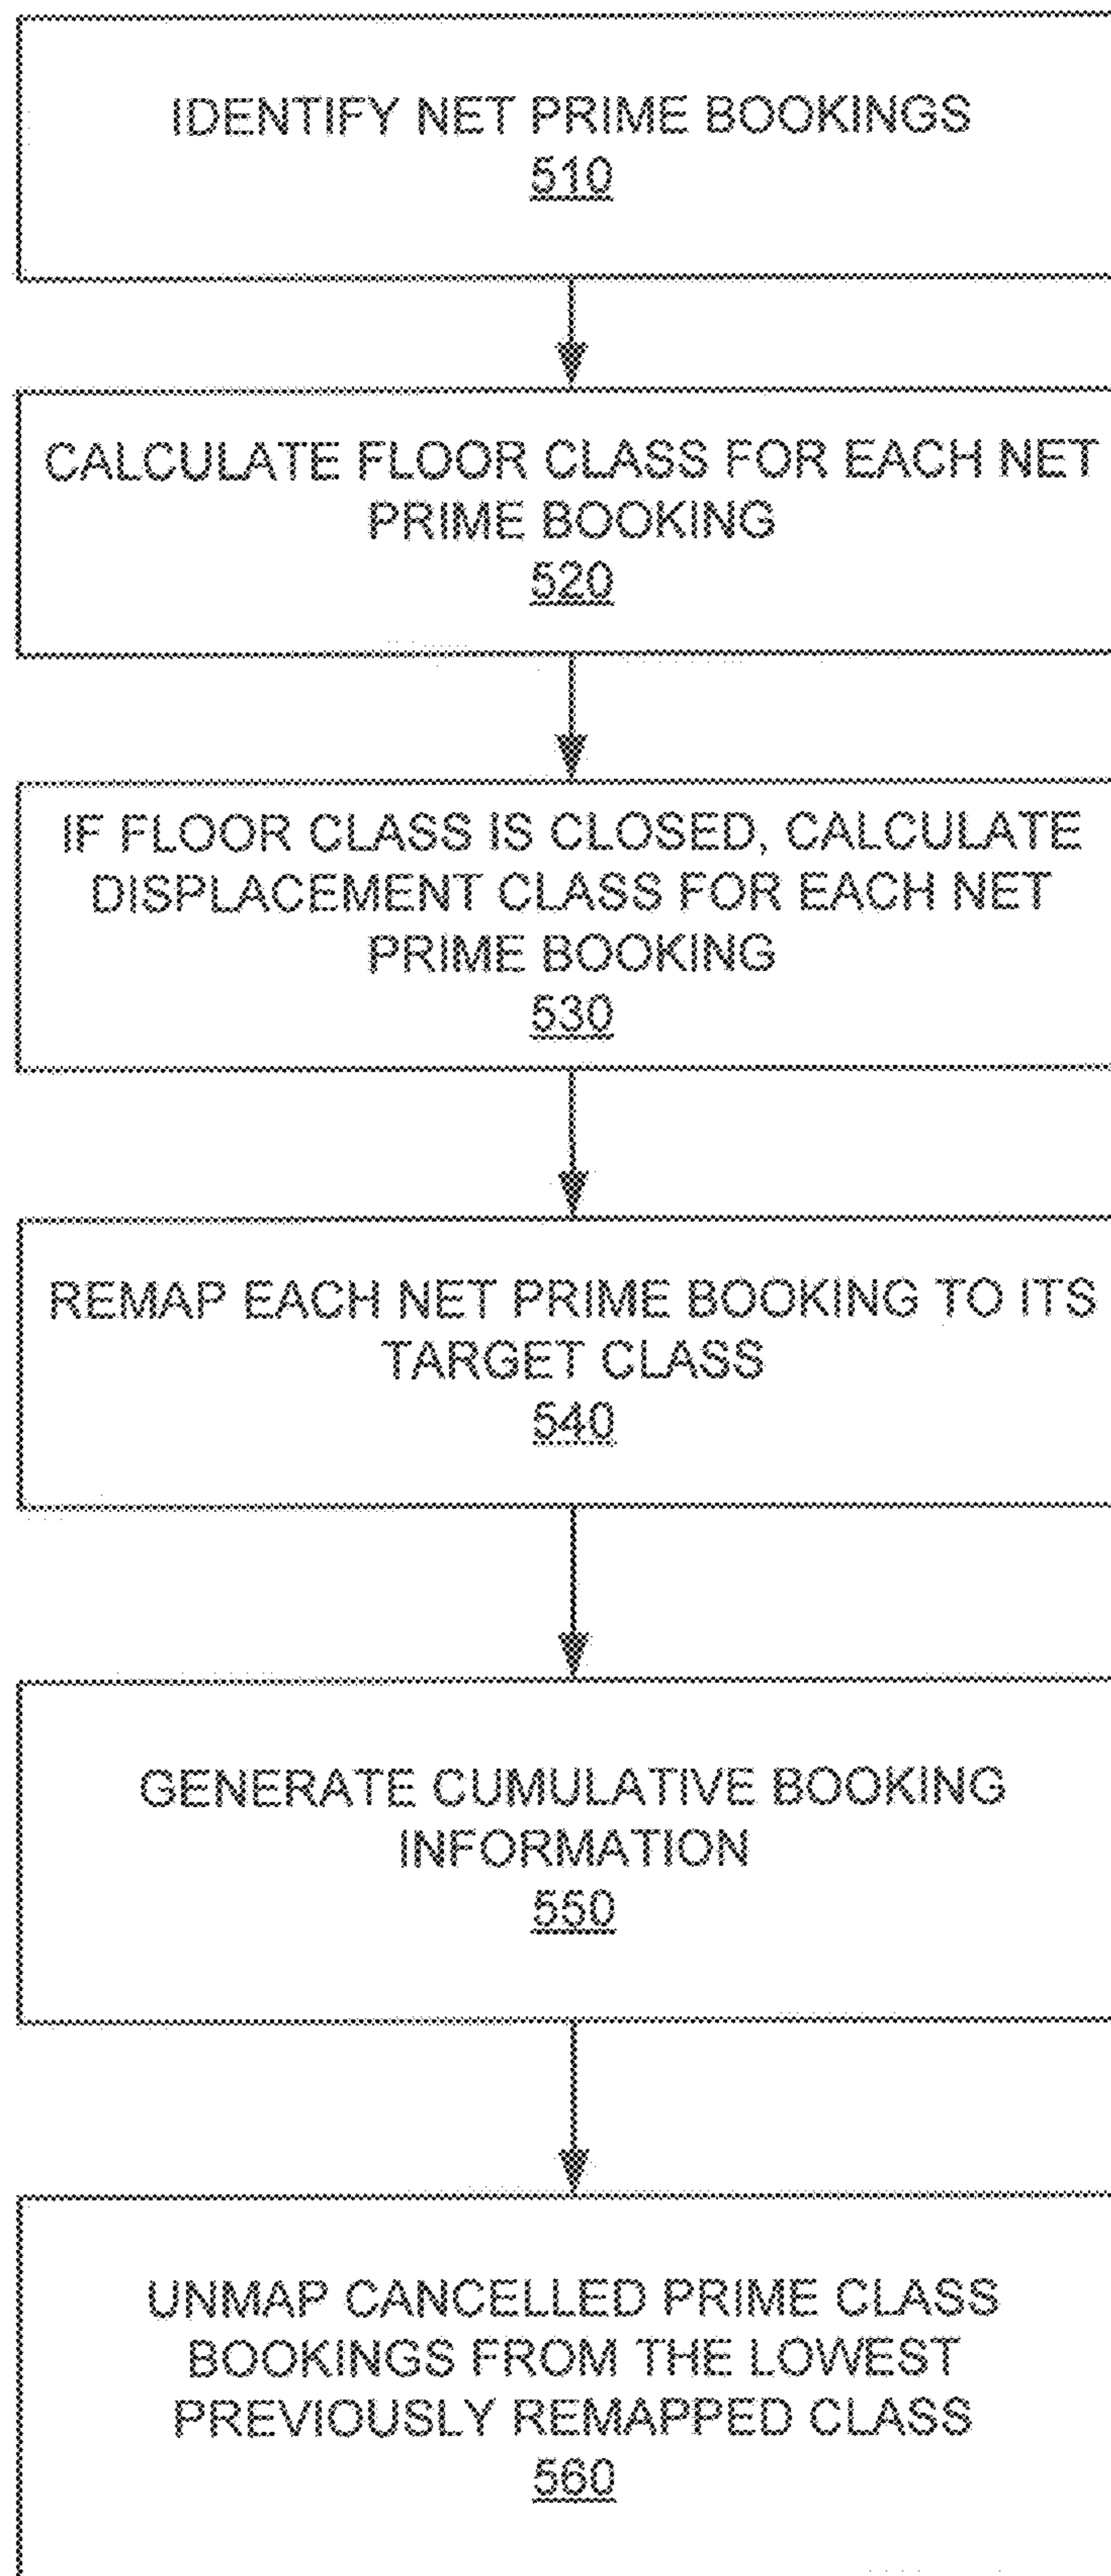 IDENTIFY NET PRIME BOOKINGS
510
CALCULATE FLOOR CLASS FOR EACH NET
PRIME BOOKING
520
IF FLOOR CLASS IS CLOSED, CALCULATE
DISPLACEMENT CLASS FOR EACH NET
PRIME BOOKING
530
REMAP EACH NET PRIME BOOKING TO ITS
TARGET CLASS
540
GENERATE CUMULATIVE BOOKING
INFORMATION
550
UNMAP CANCELLED PRIME CLASS
BOOKINGS FROM THE LOWEST
PREVIOUSLY REMAPPED CLASS
560